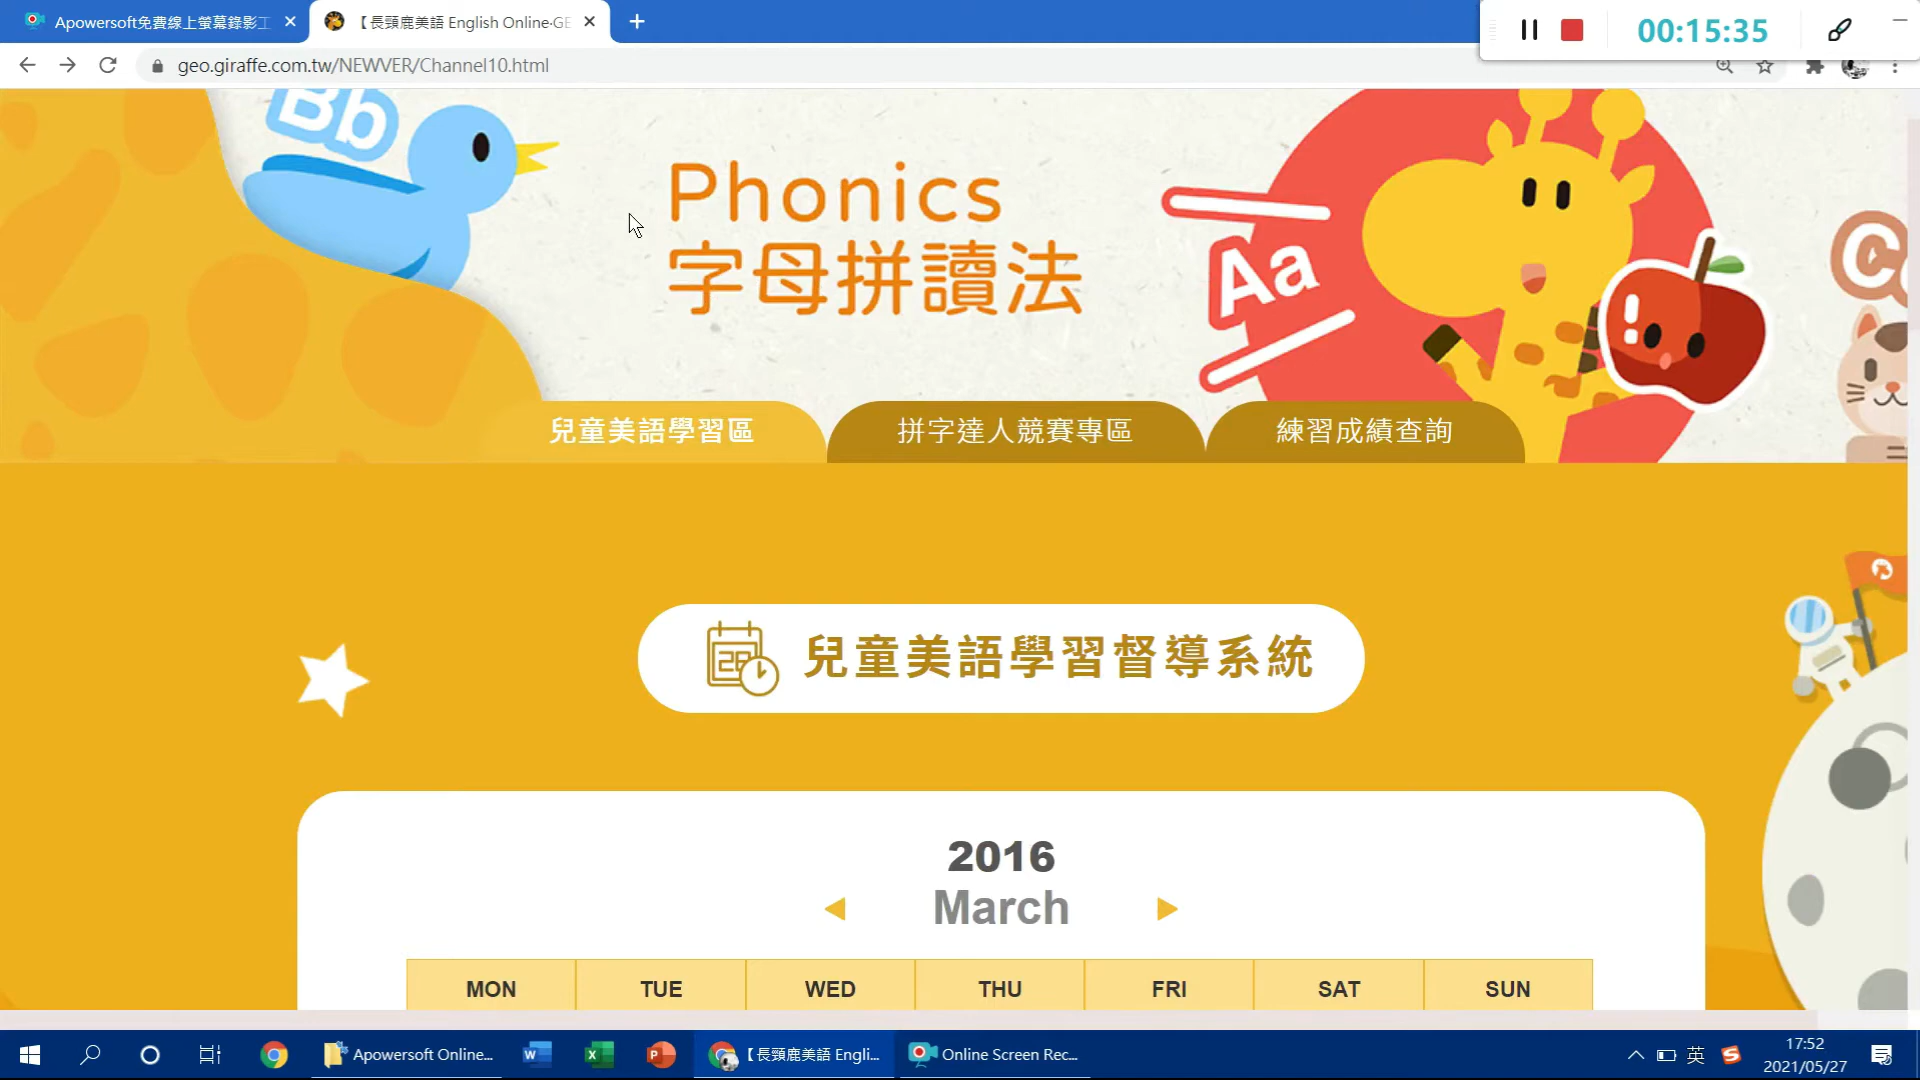 Apowersoft免費線上螢幕錄影工
【長頸鹿美語 English Online·GE
00:15:35
geo.giraffe.com.tw/NEWVER/Channel10.html
Bb
Phonics
字母拼讀法
Aa
C
兒童美語學習區
拼字達人競賽專區
練習成績查詢
兒童美語學習督導系統
2016
March
MON TUE WED THU FRI SAT SUN
Apowersoft Online...
【長頸鹿美語 Engli...
Online Screen Rec...
英
17:52
2021/05/27